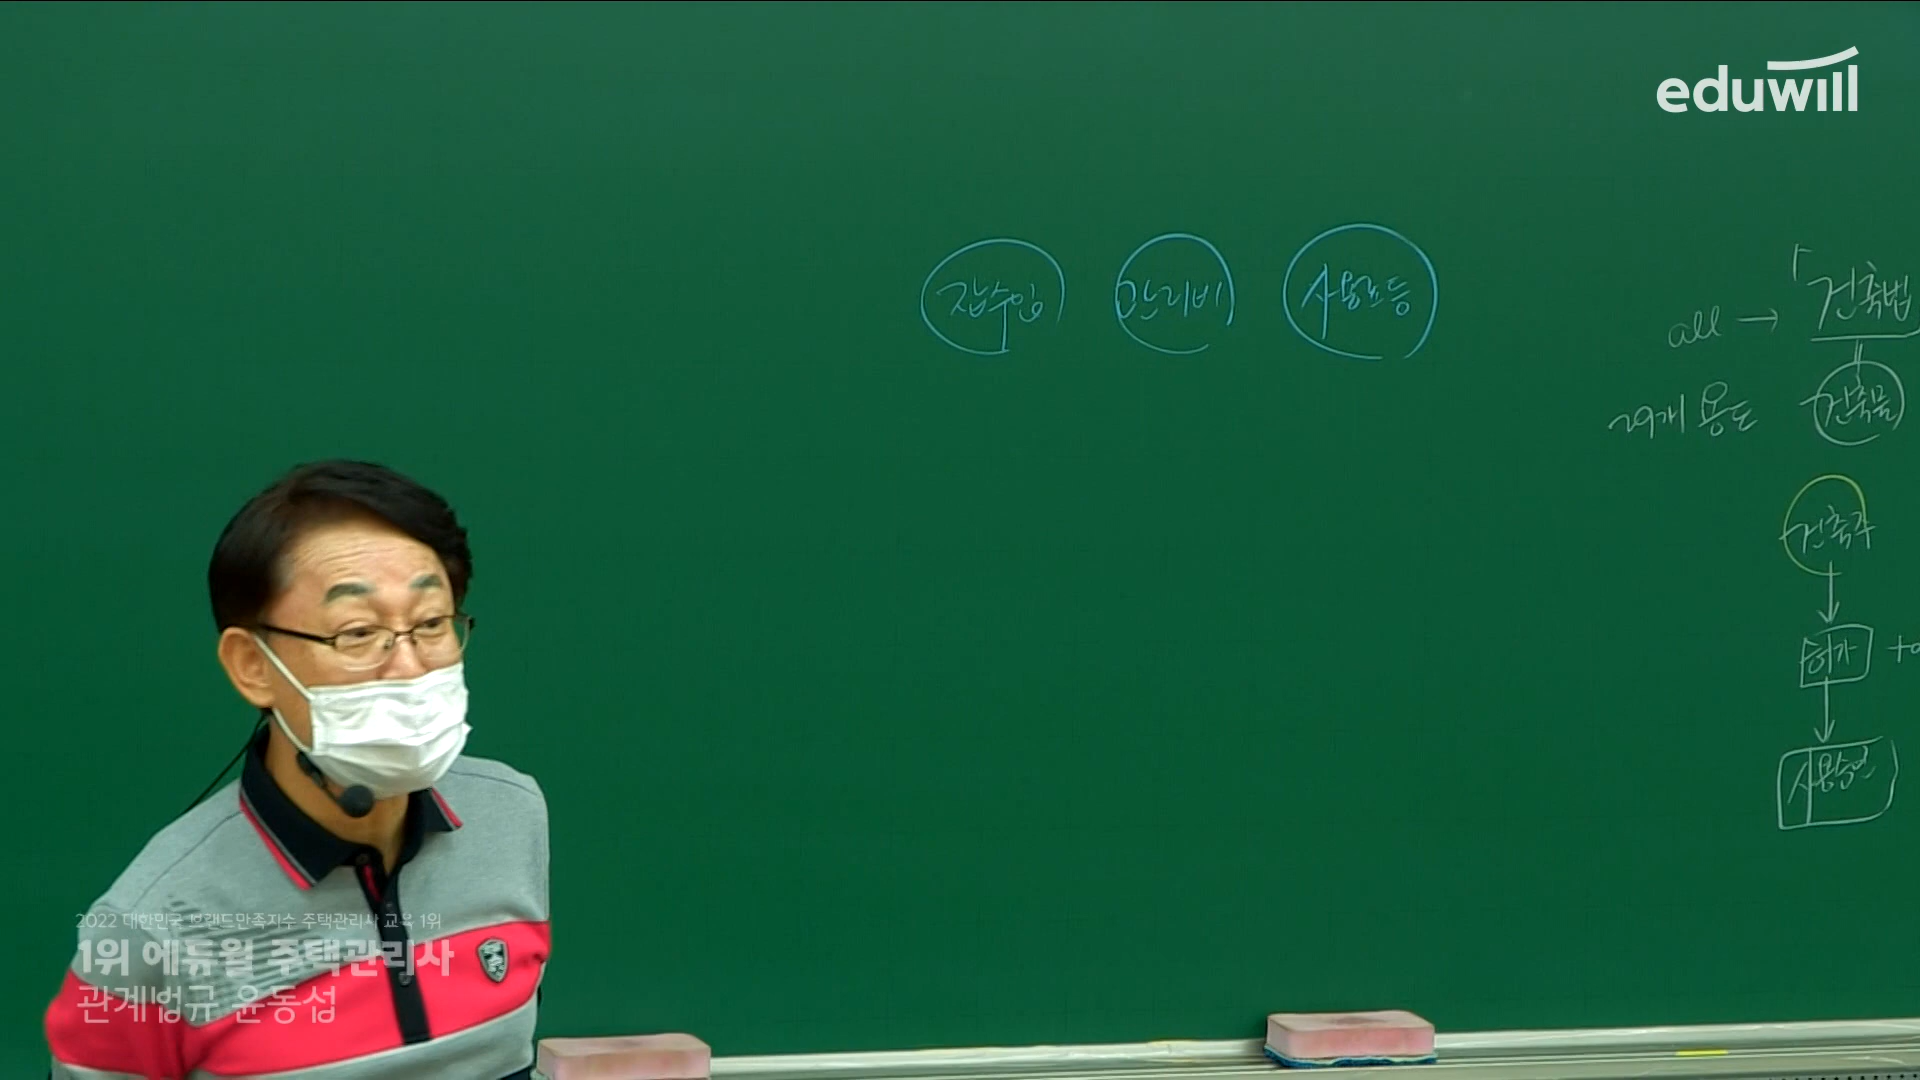 eduwill
잡수입 관리비 사용료등
「건축법
all →
29개 용도 건축물
건축주
허가
사용승인
2022 대한민국 브랜드만족지수 주택관리사 교육 1위
1위 에듀윌 주택관리사
관계법규 윤동섭